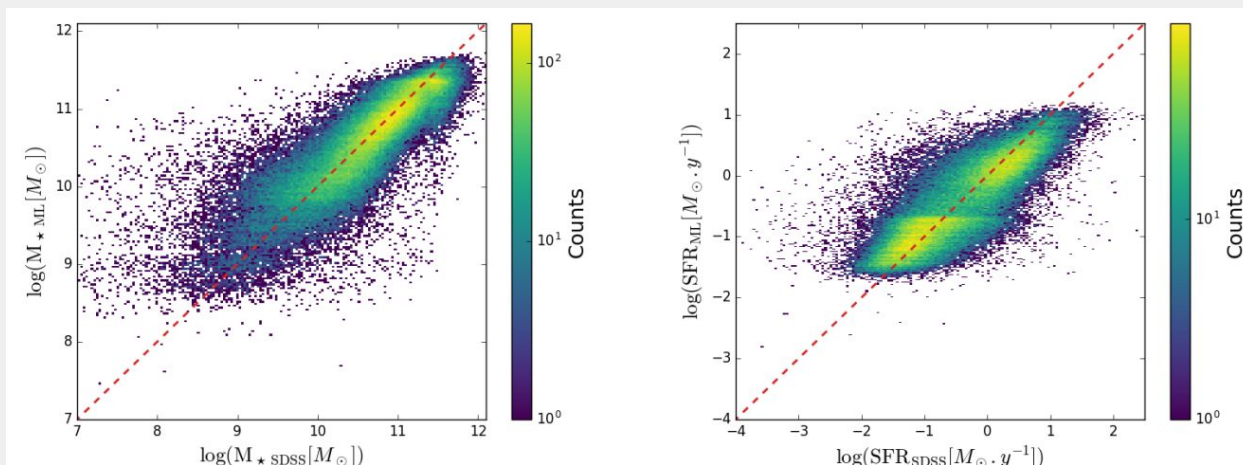 12
11
10
9
8
7
log(M⋆ ML[M⊙])
7 8 9 10 11 12
log(M⋆ SDSS[M⊙])
10²
10¹
10⁰
Counts
2
1
0
−1
−2
−3
−4
log(SFR_ML[M⊙.y⁻¹])
−4 −3 −2 −1 0 1 2
log(SFR_SDSS[M⊙.y⁻¹])
10¹
10⁰
Counts